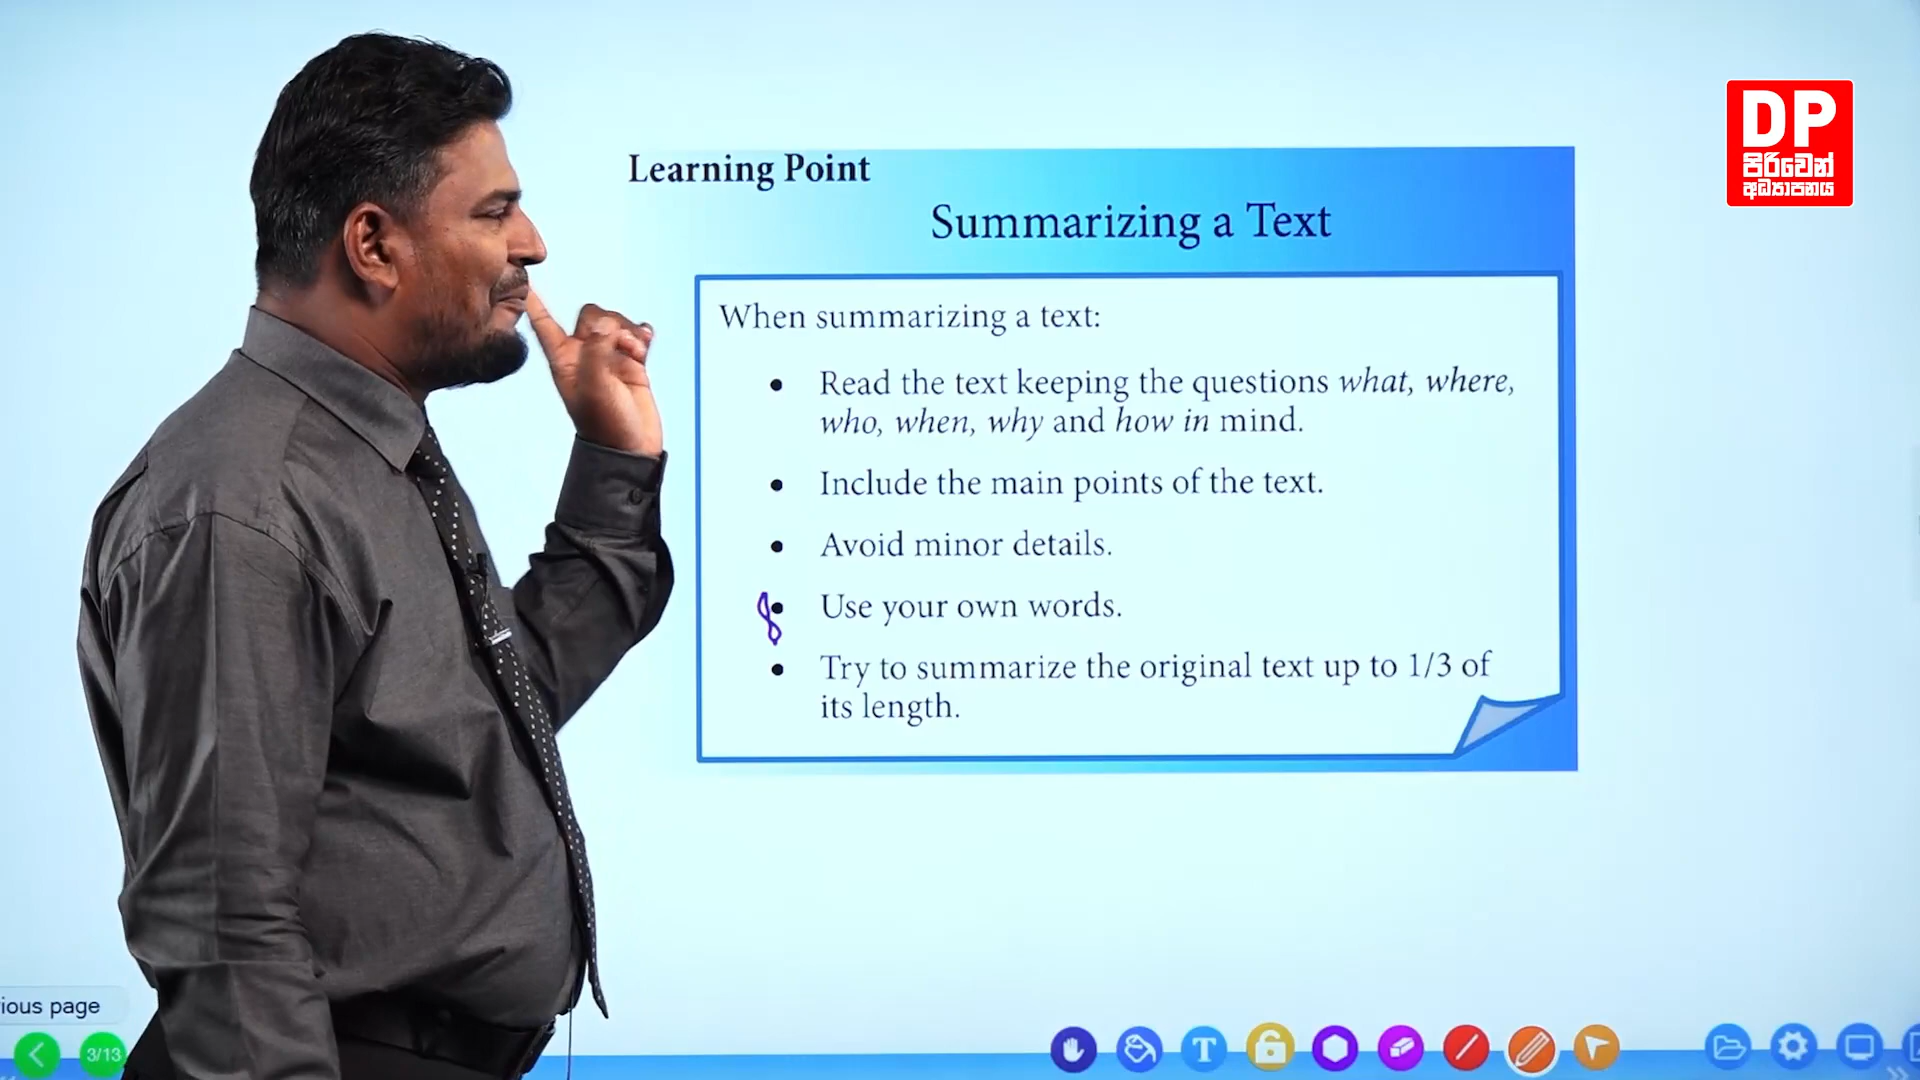 DP
පිරිවෙන්
අධ්‍යාපනය
Learning Point
Summarizing a Text
When summarizing a text:
• Read the text keeping the questions what, where,
who, when, why and how in mind.
• Include the main points of the text.
• Avoid minor details.
• Use your own words.
• Try to summarize the original text up to 1/3 of
its length.
ious page
3/13
T